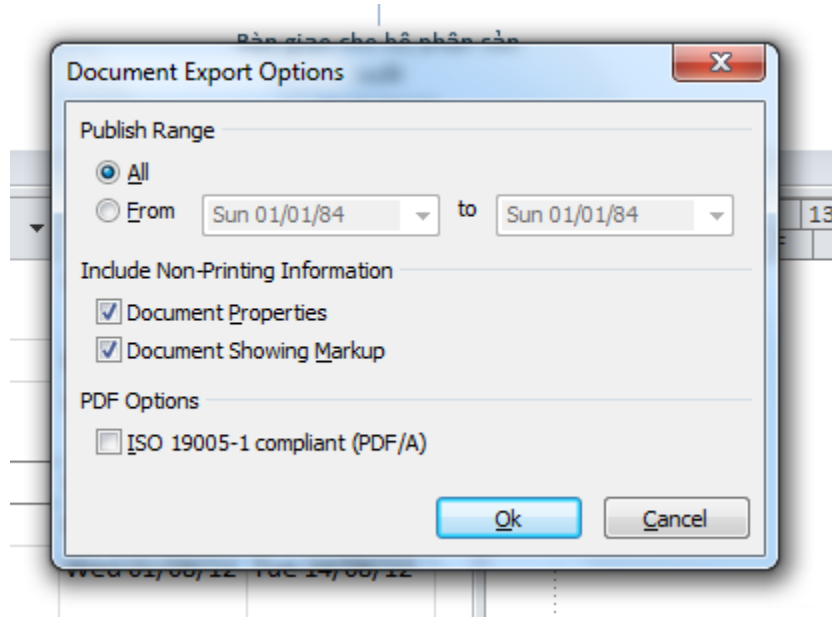 Bàn giao cho bộ phận sản
Document Export Options
Publish Range
All
From Sun 01/01/84 to Sun 01/01/84
13
F
Include Non-Printing Information
Document Properties
Document Showing Markup
PDF Options
ISO 19005-1 compliant (PDF/A)
Ok Cancel
Wed 01/08/12 Tue 14/08/12